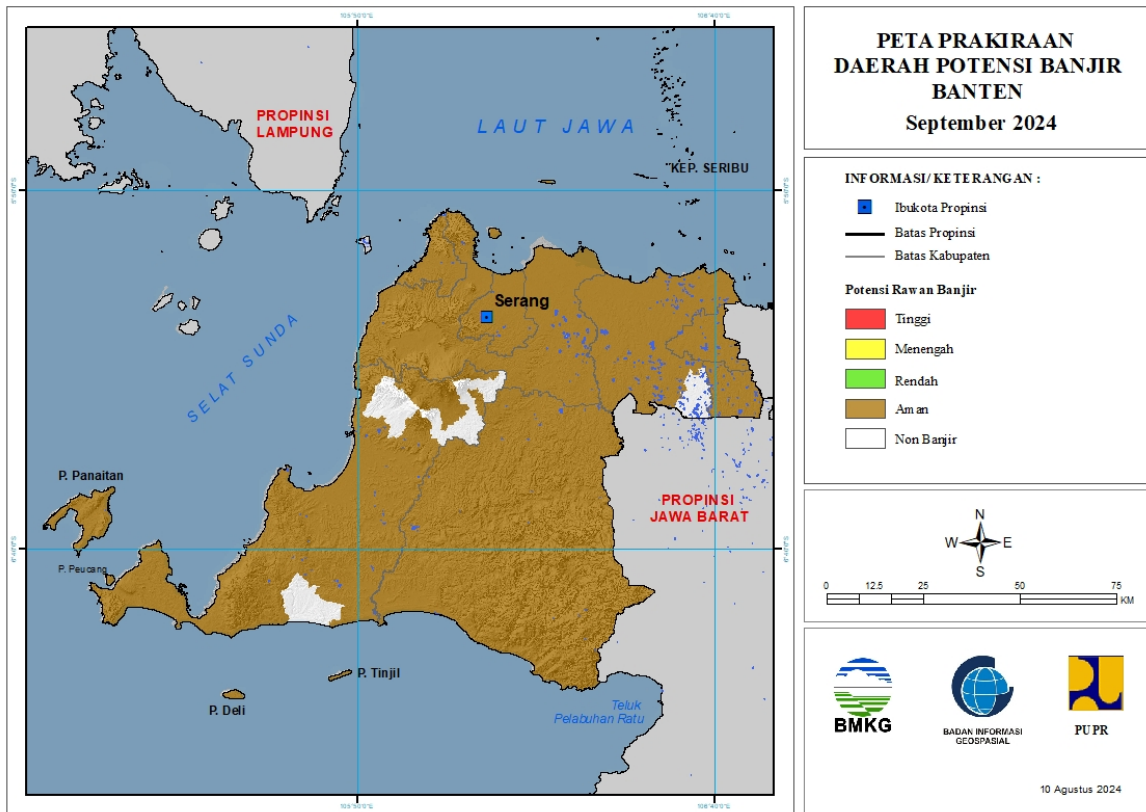 PETA PRAKIRAAN
DAERAH POTENSI BANJIR
BANTEN
September 2024
INFORMASI/ KETERANGAN :
Ibukota Propinsi
Batas Propinsi
Batas Kabupaten
Potensi Rawan Banjir
Tinggi
Menengah
Rendah
Aman
Non Banjir
N
W E
S
0 12.5 25 50 75
KM
BMKG
BADAN INFORMASI
GEOSPASIAL
PUPR
10 Agustus 2024
PROPINSI
LAMPUNG
LAUT JAWA
KEP. SERIBU
Serang
SELAT SUNDA
P. Panaitan
P. Peucang
PROPINSI
JAWA BARAT
P. Tinjil
P. Deli
Teluk
Pelabuhan Ratu